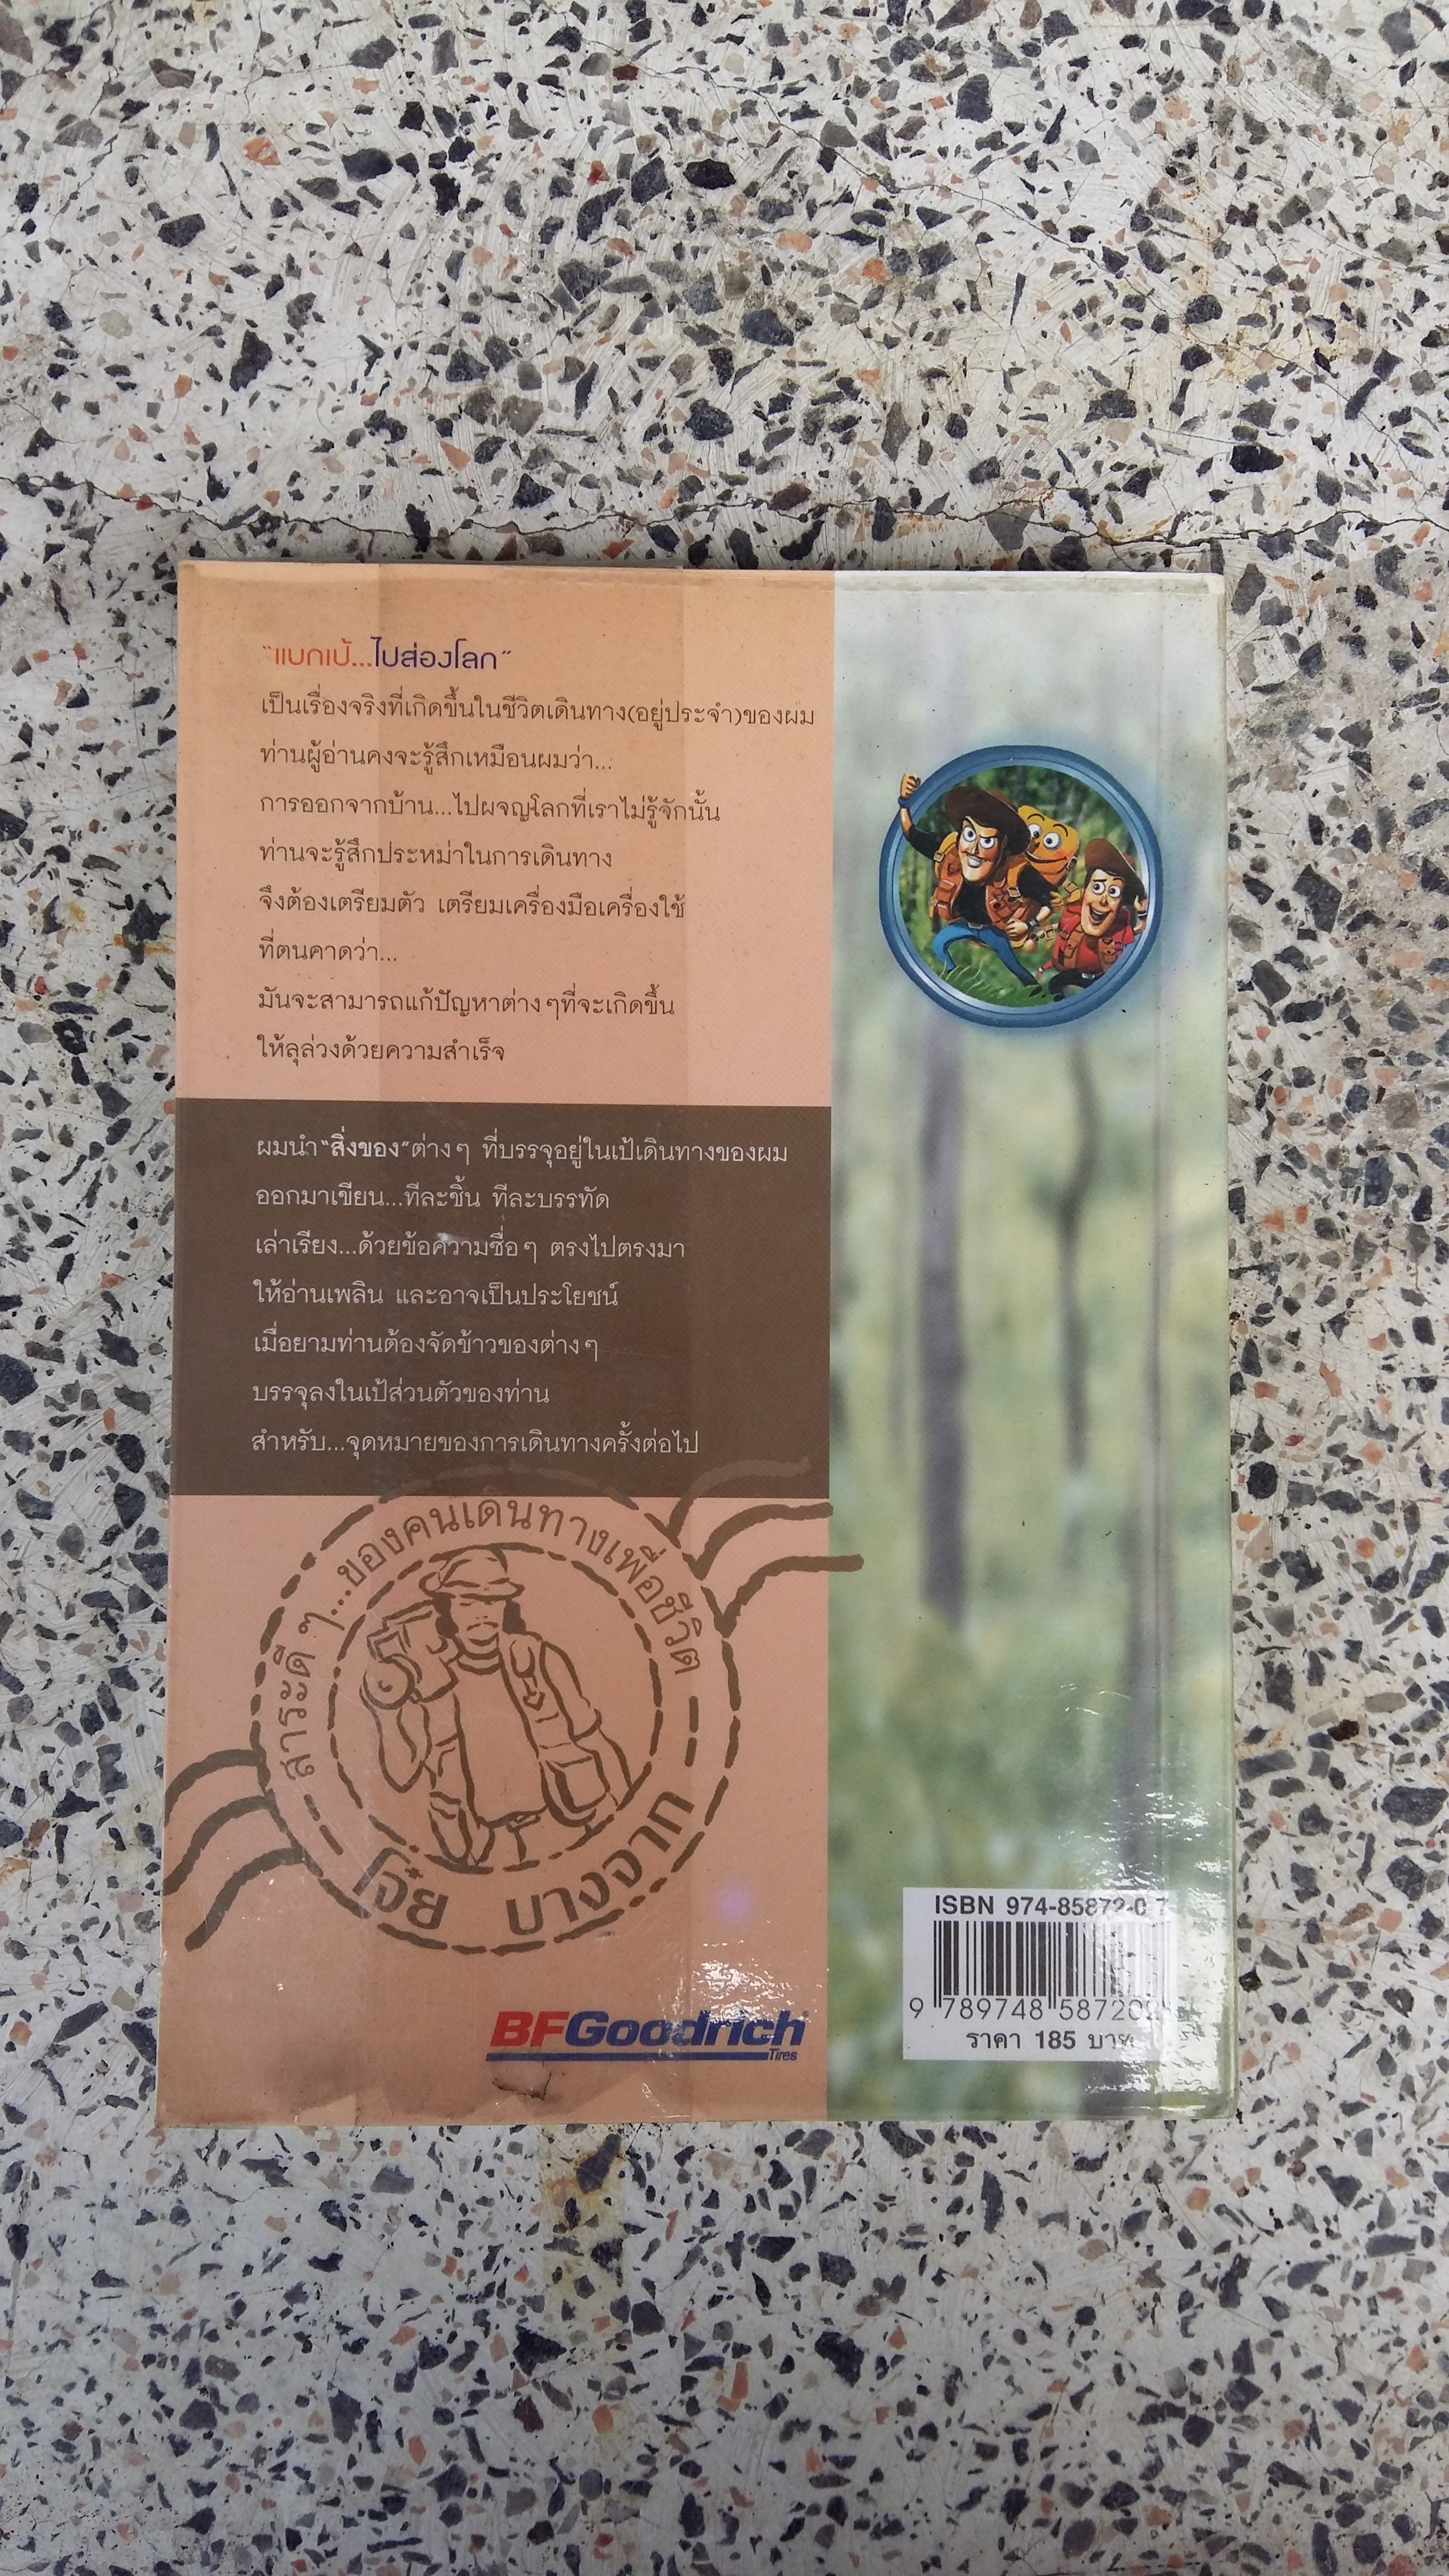 "แบกเป้...ไปส่องโลก"
เป็นเรื่องจริงที่เกิดขึ้นในชีวิตเดินทาง(อยู่ประจำ)ของผม
ท่านผู้อ่านคงจะรู้สึกเหมือนผมว่า...
การออกจากบ้าน...ไปผจญโลกที่เราไม่รู้จักนั้น
ท่านจะรู้สึกประหม่าในการเดินทาง
จึงต้องเตรียมตัว เตรียมเครื่องมือเครื่องใช้
ที่ตนคาดว่า...
มันจะสามารถแก้ปัญหาต่างๆที่จะเกิดขึ้น
ให้ลุล่วงด้วยความสำเร็จ
ผมนำ"สิ่งของ"ต่างๆ ที่บรรจุอยู่ในเป้เดินทางของผม
ออกมาเขียน...ทีละชิ้น ทีละบรรทัด
เล่าเรียง...ด้วยข้อความซื่อๆ ตรงไปตรงมา
ให้อ่านเพลิน และอาจเป็นประโยชน์
เมื่อยามท่านต้องจัดข้าวของต่างๆ
บรรจุลงในเป้ส่วนตัวของท่าน
สำหรับ...จุดหมายของการเดินทางครั้งต่อไป
สาระดี ๆ...ของคนเดินทางเพื่อชีวิต
โจ๋ย บางจาก
BFGoodrich
Tires
ISBN 974-85872-0-7
9 789748 587202
ราคา 185 บาท